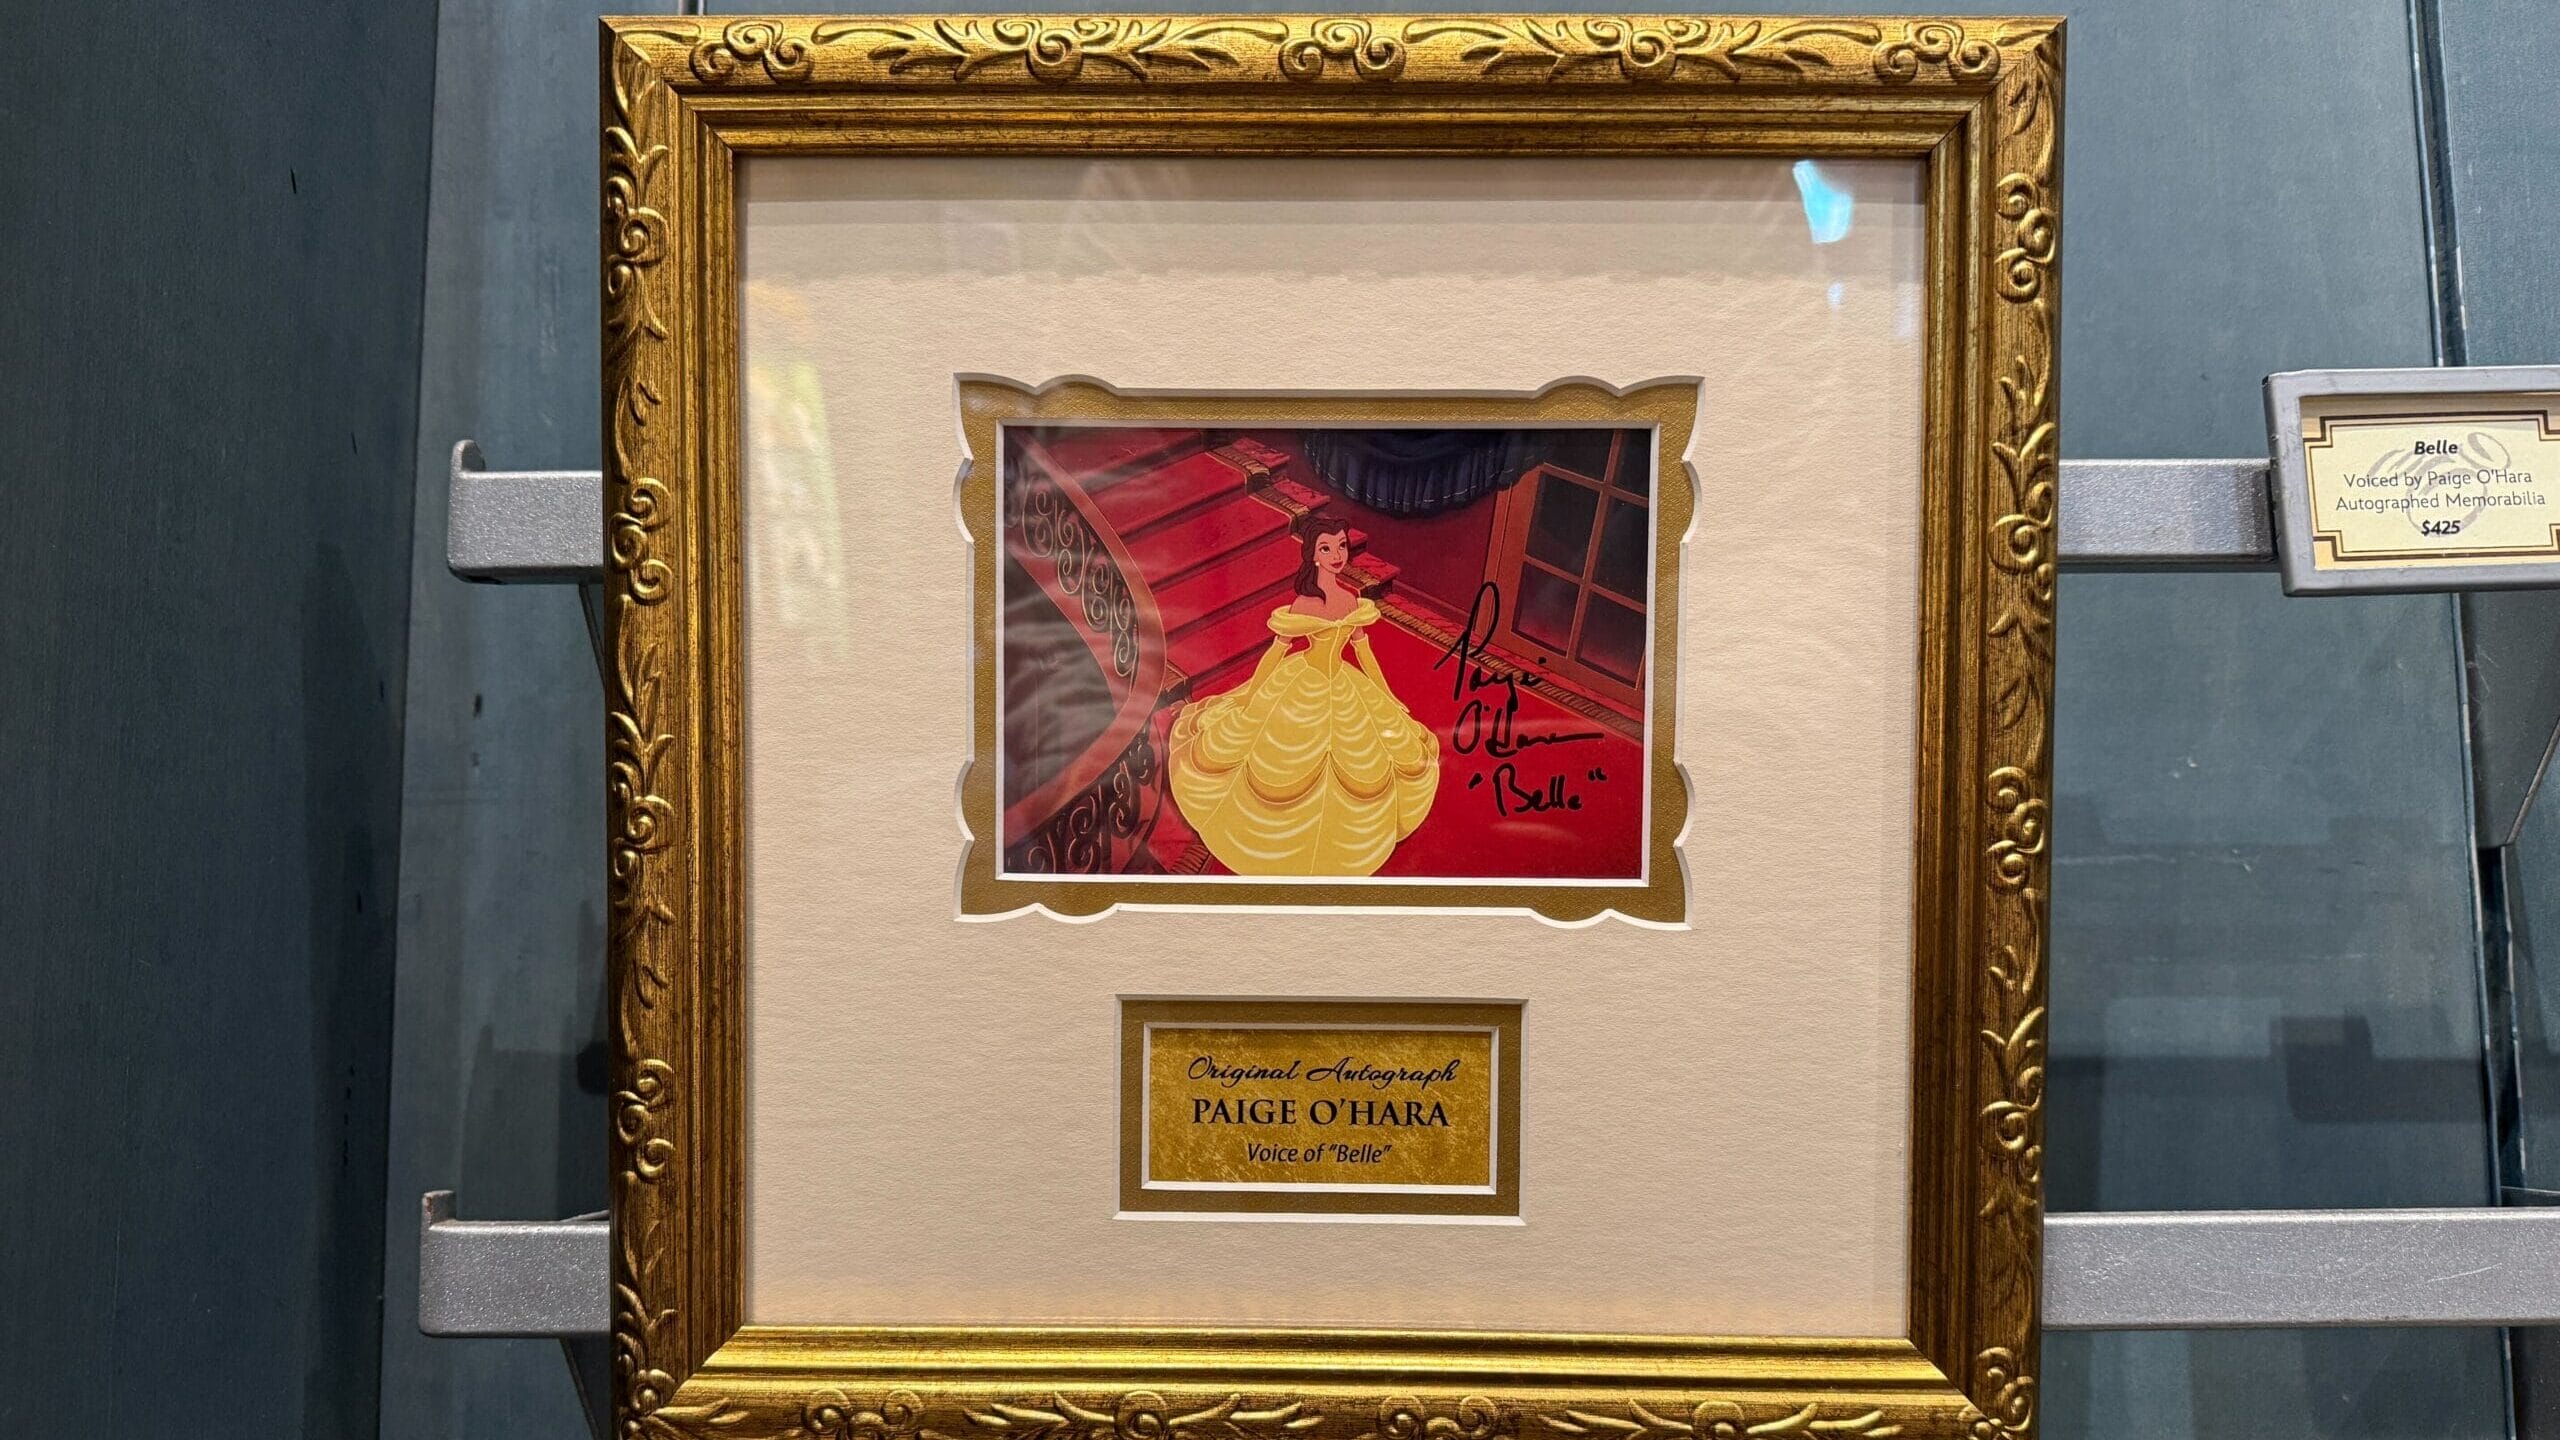 Paige
O'Hara
"Belle"
Original Autograph
PAIGE O'HARA
Voice of "Belle"
Belle
Voiced by Paige O'Hara
Autographed Memorabilia
$425